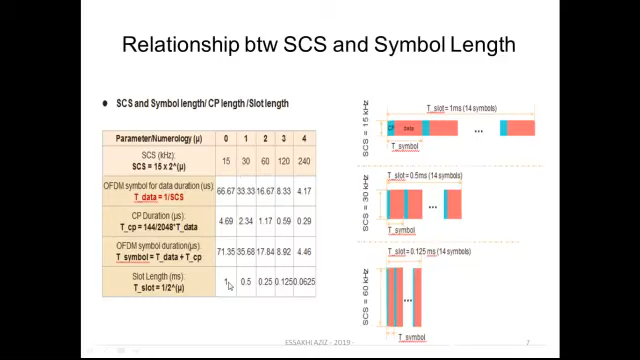 Relationship btw SCS and Symbol Length
● SCS and Symbol length/ CP length /Slot length
Parameter/Numerology (μ) 0 1 2 3 4
SCS (kHz):
SCS = 15 x 2^(μ) 15 30 60 120 240
OFDM symbol for data duration (us)
T_data = 1/SCS 66.67 33.33 16.67 8.33 4.17
CP Duration (μs)
T_cp = 144/2048* T_data 4.69 2.34 1.17 0.59 0.29
OFDM symbol duration(μs):
T_symbol = T_data + T_cp 71.35 35.68 17.84 8.92 4.46
Slot Length (ms)
T_slot = 1/2^(μ) 1 0.5 0.25 0.125 0.0625
T_slot = 1ms (14 symbols)
SCS = 15 kHz
CP data
...
T_symbol
T_slot = 0.5ms (14 symbols)
SCS = 30 kHz
...
T_symbol
T_slot = 0.125 ms (14 symbols)
SCS = 60 kHz
...
T_symbol
ESSAKHI AZIZ - 2019 -
7